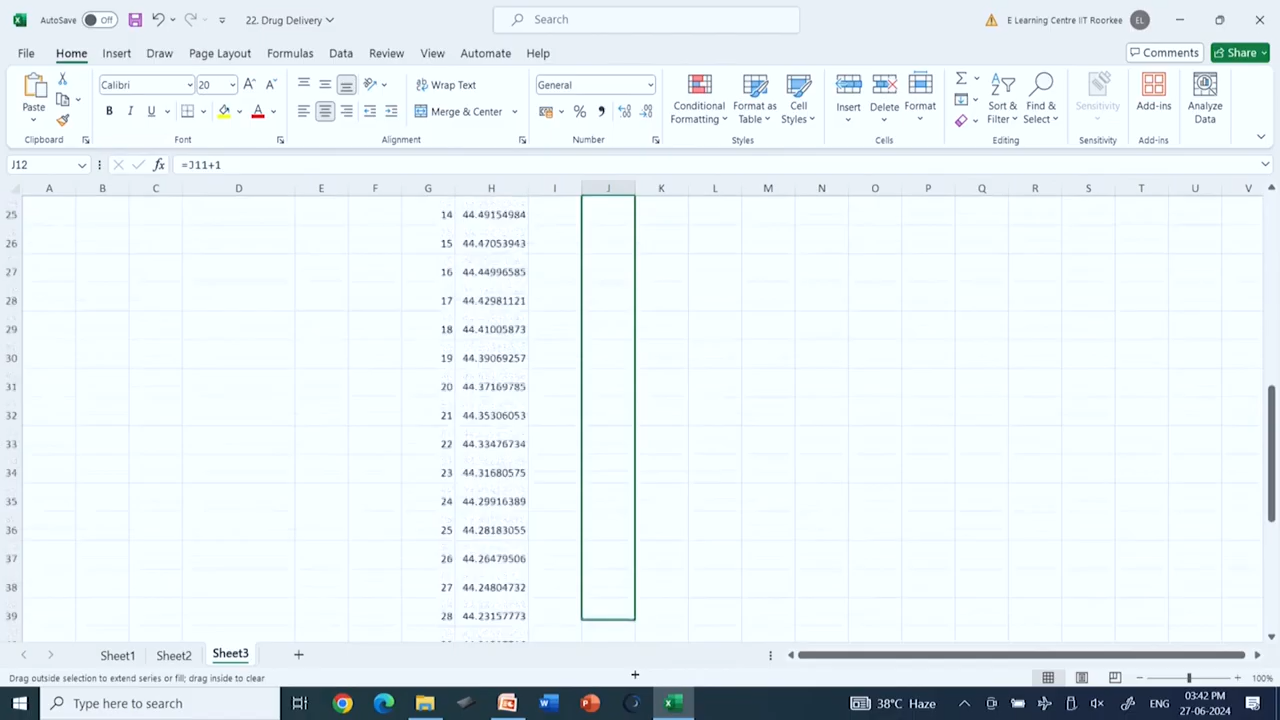 AutoSave Off 22. Drug Delivery Search E Learning Centre IIT Roorkee EL
File Home Insert Draw Page Layout Formulas Data Review View Automate Help Comments Share
Paste Calibri 20 Wrap Text General Conditional Formatting Format as Table Cell Styles Insert Delete Format Sort & Filter Find & Select Sensitivity Add-ins Analyze Data
B I U Merge & Center
Clipboard Font Alignment Number Styles Cells Editing Sensitivity Add-ins
J12 fx =J11+1
A B C D E F G H I J K L M N O P Q R S T U V
25 14 44.49154984
26 15 44.47053943
27 16 44.44996585
28 17 44.42981121
29 18 44.41005873
30 19 44.39069257
31 20 44.37169785
32 21 44.35306053
33 22 44.33476734
34 23 44.31680575
35 24 44.29916389
36 25 44.28183055
37 26 44.26479506
38 27 44.24804732
39 28 44.23157773
Sheet1 Sheet2 Sheet3
Drag outside selection to extend series or fill; drag inside to clear 100%
Type here to search 38°C Haze ENG 03:42 PM
27-06-2024